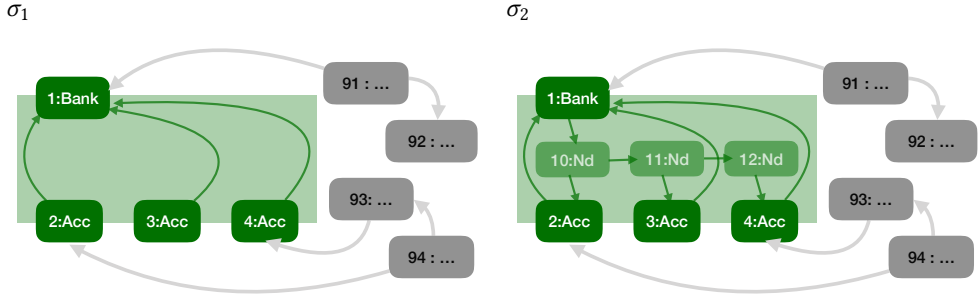 σ₁
91 : ...
1:Bank
92 : ...
2:Acc
3:Acc
4:Acc
93: ...
94 : ...
σ₂
91 : ...
1:Bank
92 : ...
10:Nd
11:Nd
12:Nd
2:Acc
3:Acc
4:Acc
93: ...
94 : ...